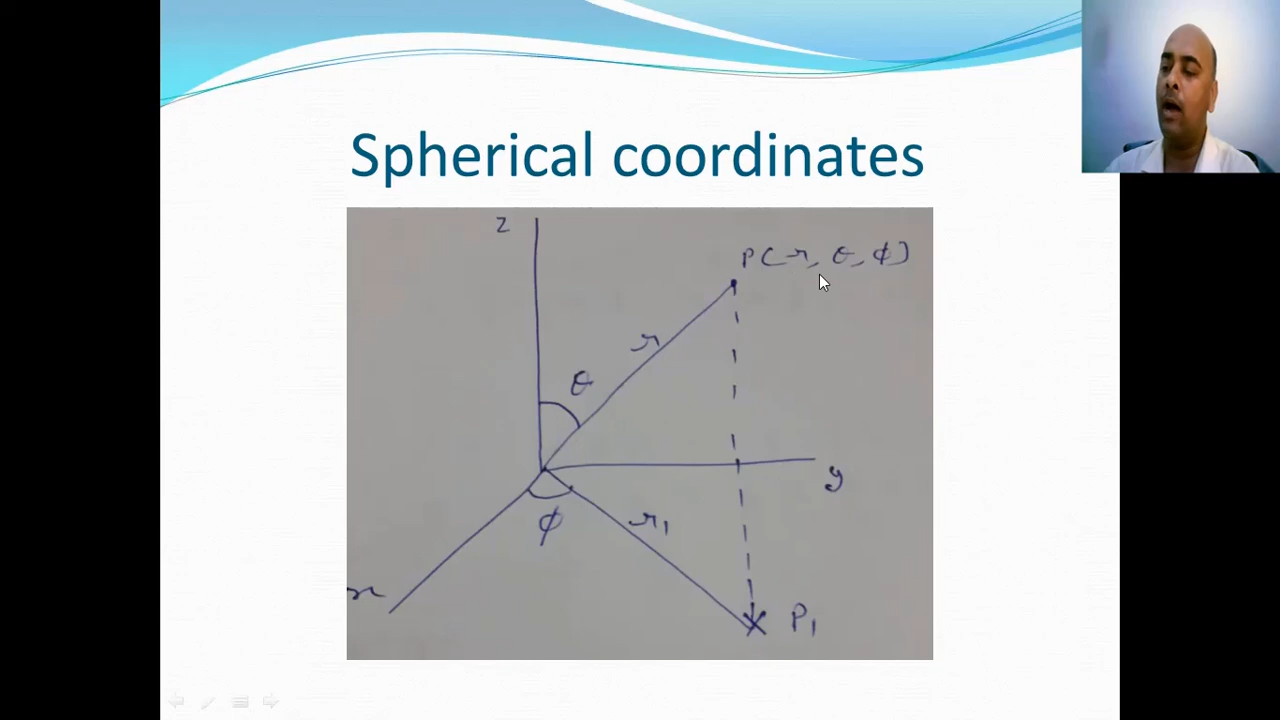 Spherical coordinates
z
P(r, θ, ϕ)
r
θ
y
ϕ
r₁
x
P₁